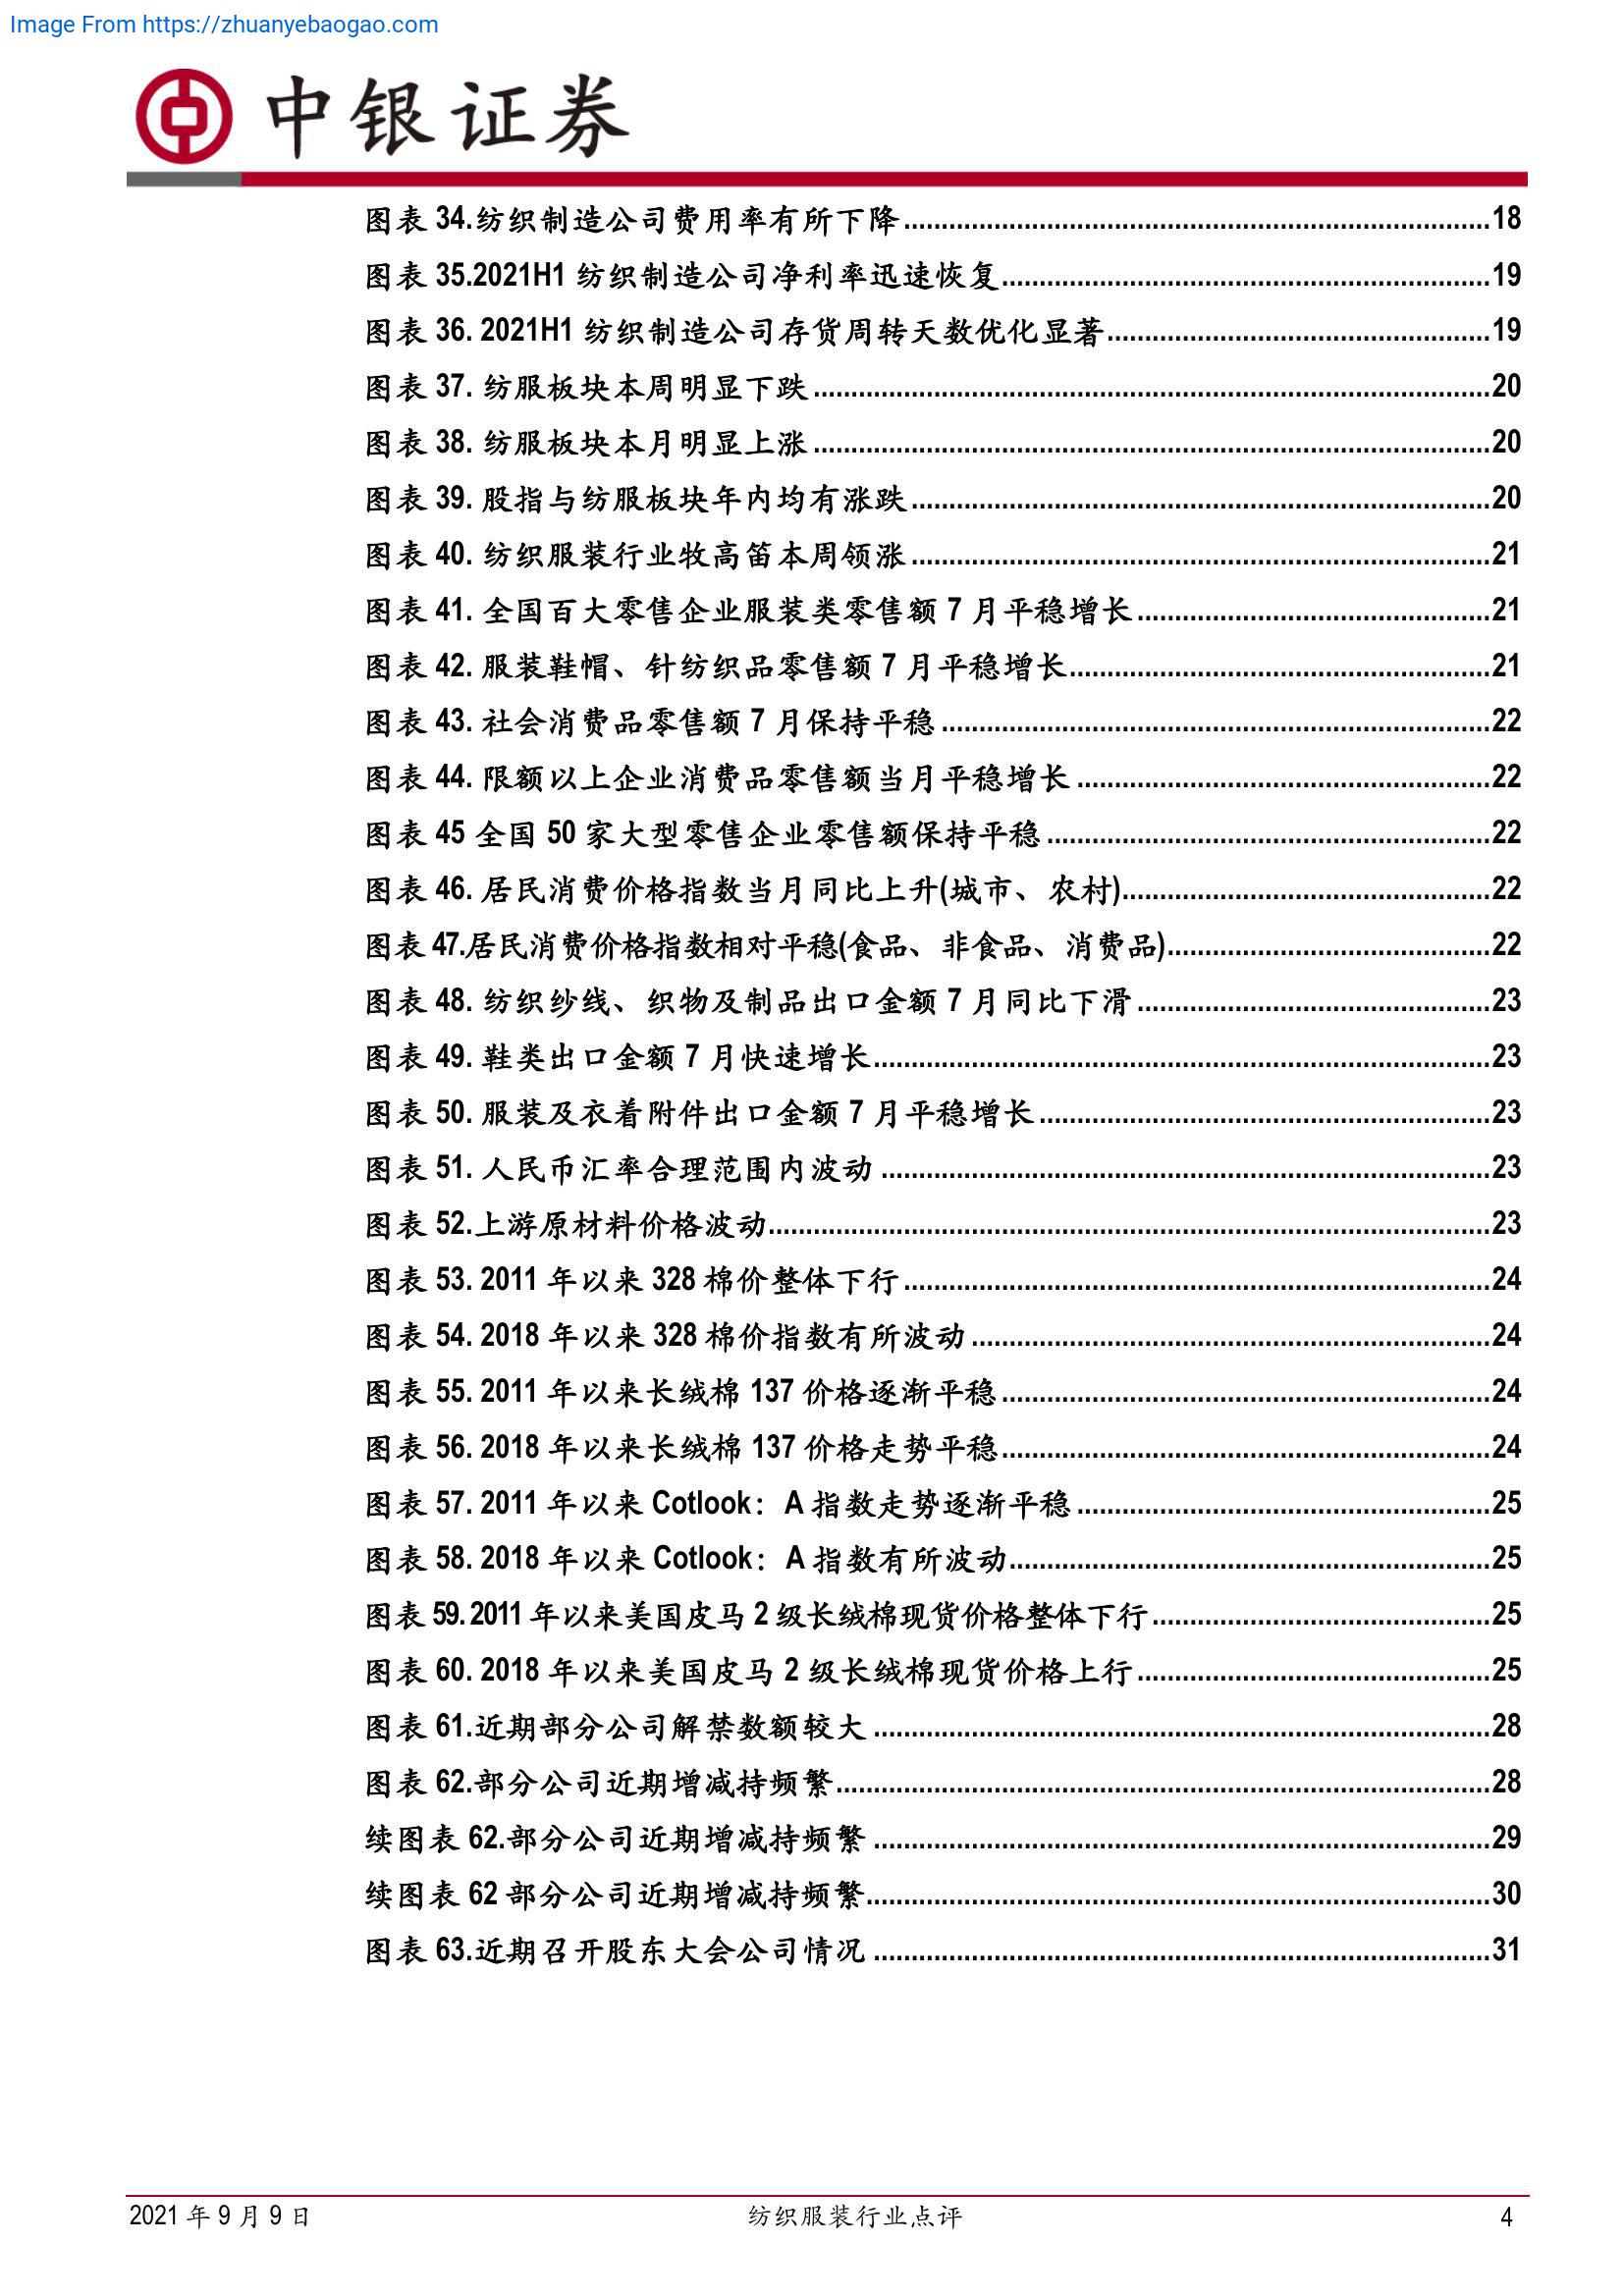 Image From https://zhuanyebaogao.com
中银证券
图表 34.纺织制造公司费用率有所下降..........18
图表 35.2021H1 纺织制造公司净利率迅速恢复..........19
图表 36. 2021H1 纺织制造公司存货周转天数优化显著..........19
图表 37. 纺服板块本周明显下跌..........20
图表 38. 纺服板块本月明显上涨..........20
图表 39. 股指与纺服板块年内均有涨跌..........20
图表 40. 纺织服装行业牧高笛本周领涨..........21
图表 41. 全国百大零售企业服装类零售额 7 月平稳增长..........21
图表 42. 服装鞋帽、针纺织品零售额 7 月平稳增长..........21
图表 43. 社会消费品零售额 7 月保持平稳..........22
图表 44. 限额以上企业消费品零售额当月平稳增长..........22
图表 45 全国 50 家大型零售企业零售额保持平稳..........22
图表 46. 居民消费价格指数当月同比上升(城市、农村)..........22
图表 47.居民消费价格指数相对平稳(食品、非食品、消费品)..........22
图表 48. 纺织纱线、织物及制品出口金额 7 月同比下滑..........23
图表 49. 鞋类出口金额 7 月快速增长..........23
图表 50. 服装及衣着附件出口金额 7 月平稳增长..........23
图表 51. 人民币汇率合理范围内波动..........23
图表 52.上游原材料价格波动..........23
图表 53. 2011 年以来 328 棉价整体下行..........24
图表 54. 2018 年以来 328 棉价指数有所波动..........24
图表 55. 2011 年以来长绒棉 137 价格逐渐平稳..........24
图表 56. 2018 年以来长绒棉 137 价格走势平稳..........24
图表 57. 2011 年以来 Cotlook：A 指数走势逐渐平稳..........25
图表 58. 2018 年以来 Cotlook：A 指数有所波动..........25
图表 59. 2011 年以来美国皮马 2 级长绒棉现货价格整体下行..........25
图表 60. 2018 年以来美国皮马 2 级长绒棉现货价格上行..........25
图表 61.近期部分公司解禁数额较大..........28
图表 62.部分公司近期增减持频繁..........28
续图表 62.部分公司近期增减持频繁..........29
续图表 62 部分公司近期增减持频繁..........30
图表 63.近期召开股东大会公司情况..........31
2021 年 9 月 9 日 纺织服装行业点评 4